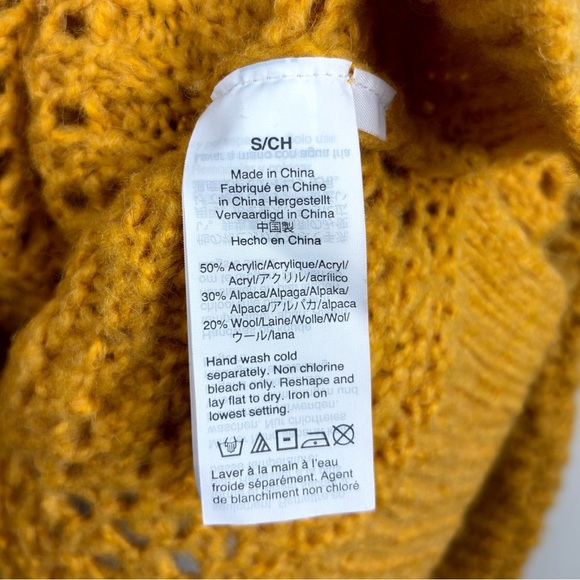 S/CH
Made in China
Fabriqué en Chine
in China Hergestellt
Vervaardigd in China
中国製
Hecho en China
50% Acrylic/Acrylique/Acryl/
Acryl/アクリル/acrílico
30% Alpaca/Alpaga/Alpaka/
Alpaca/アルパカ/alpaca
20% Wool/Laine/Wolle/Wol/
ウール/lana
Hand wash cold
separately. Non chlorine
bleach only. Reshape and
lay flat to dry. Iron on
lowest setting.
Laver à la main à l'eau
froide séparément. Agent
de blanchiment non chloré